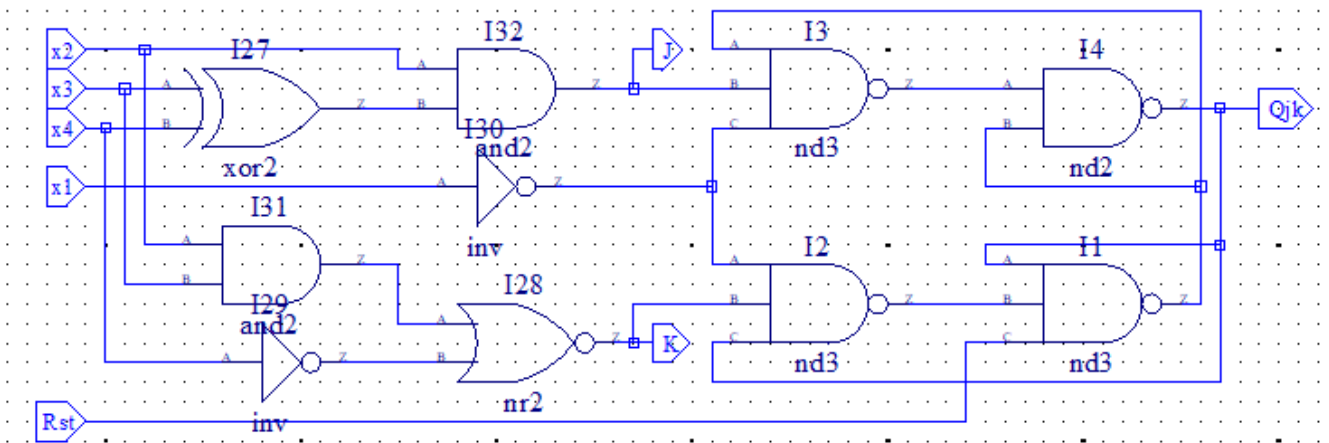 I32
I3
I4
x2
I27
J
A
A
x3
A
Z
B
Z
A
Z
Qjk
x4
B
Z
B
C
B
I30
and2
xor2
nd3
nd2
x1
A
Z
I31
inv
A
I2
I1
B
Z
A
A
I29
I28
B
Z
B
Z
and2
A
Z
K
C
C
A
Z
B
nd3
nd3
nr2
Rst
inv